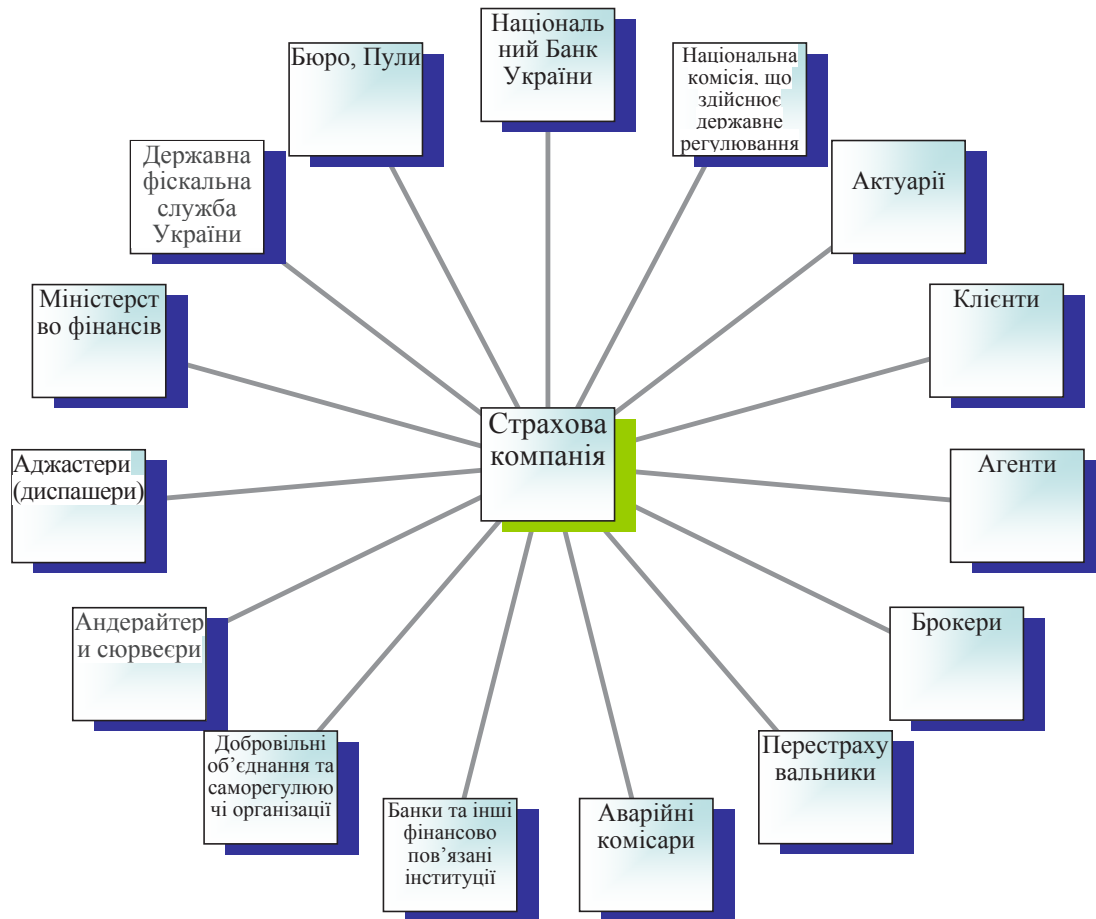 Національ
ний Банк
України
Бюро, Пули
Національна
комісія, що
здійснює
державне
регулювання
Державна
фіскальна
служба
України
Актуарії
Міністерст
во фінансів
Клієнти
Страхова
компанія
Аджастери
(диспашери)
Агенти
Андерайтер
и сюрвеєри
Брокери
Добровільні
об’єднання та
саморегулюю
чі організації
Перестраху
вальники
Банки та інші
фінансово
пов’язані
інституції
Аварійні
комісари